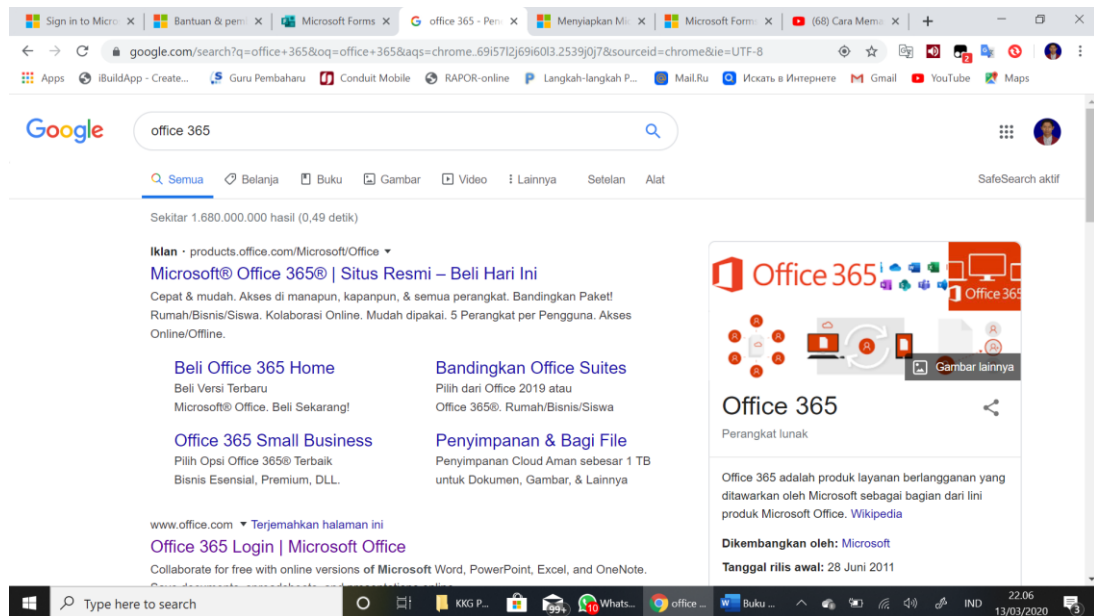 Sign in to Micro
Bantuan & pemi
Microsoft Forms
office 365 - Pen
Menyiapkan Mic
Microsoft Forms
(68) Cara Mema
google.com/search?q=office+365&oq=office+365&aqs=chrome..69i57l2j69i60l3.2539j0j7&sourceid=chrome&ie=UTF-8
Apps iBuildApp - Create... Guru Pembaharu Conduit Mobile RAPOR-online Langkah-langkah P... Mail.Ru Искать в Интернете Gmail YouTube Maps
Google
office 365
Semua Belanja Buku Gambar Video Lainnya Setelan Alat SafeSearch aktif
Sekitar 1.680.000.000 hasil (0,49 detik)
Iklan · products.office.com/Microsoft/Office
Microsoft® Office 365® | Situs Resmi – Beli Hari Ini
Cepat & mudah. Akses di manapun, kapanpun, & semua perangkat. Bandingkan Paket!
Rumah/Bisnis/Siswa. Kolaborasi Online. Mudah dipakai. 5 Perangkat per Pengguna. Akses
Online/Offline.
Beli Office 365 Home
Beli Versi Terbaru
Microsoft® Office. Beli Sekarang!
Bandingkan Office Suites
Pilih dari Office 2019 atau
Office 365®. Rumah/Bisnis/Siswa
Office 365 Small Business
Pilih Opsi Office 365® Terbaik
Bisnis Esensial, Premium, DLL.
Penyimpanan & Bagi File
Penyimpanan Cloud Aman sebesar 1 TB
untuk Dokumen, Gambar, & Lainnya
www.office.com Terjemahkan halaman ini
Office 365 Login | Microsoft Office
Collaborate for free with online versions of Microsoft Word, PowerPoint, Excel, and OneNote.
Save documents, spreadsheets, and presentations online
Office 365
Office 365
Gambar lainnya
Office 365
Perangkat lunak
Office 365 adalah produk layanan berlangganan yang
ditawarkan oleh Microsoft sebagai bagian dari lini
produk Microsoft Office. Wikipedia
Dikembangkan oleh: Microsoft
Tanggal rilis awal: 28 Juni 2011
Type here to search
KKG P...
99+
10
Whats...
office ...
Buku ...
IND
22.06
13/03/2020
3